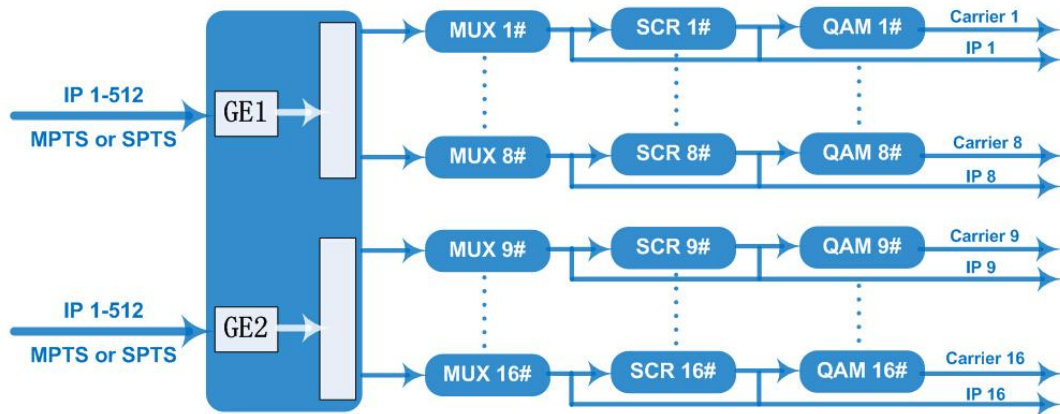 MUX 1#
SCR 1#
QAM 1#
Carrier 1
IP 1
IP 1-512
GE1
MPTS or SPTS
MUX 8#
SCR 8#
QAM 8#
Carrier 8
IP 8
MUX 9#
SCR 9#
QAM 9#
Carrier 9
IP 9
IP 1-512
GE2
MPTS or SPTS
MUX 16#
SCR 16#
QAM 16#
Carrier 16
IP 16